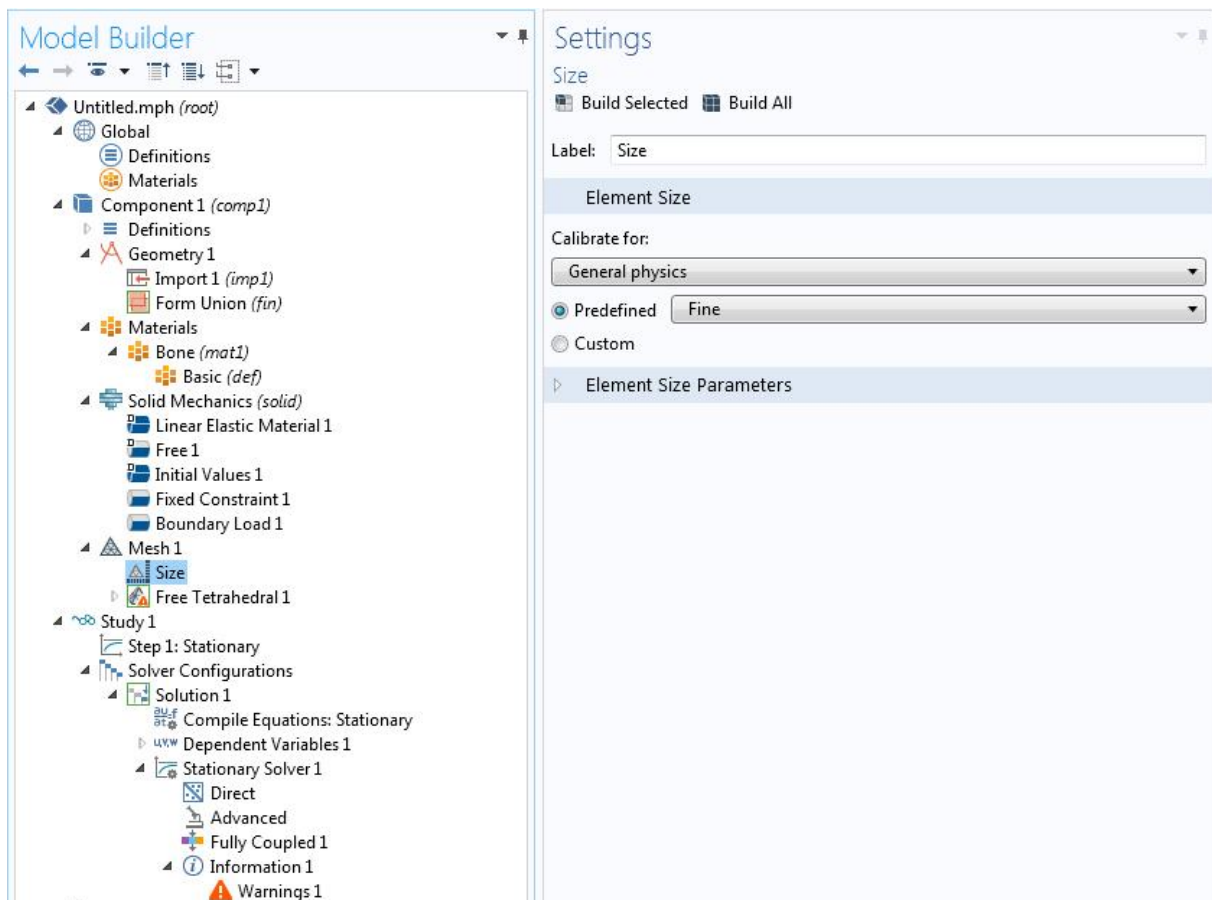 Model Builder
Untitled.mph (root)
Global
Definitions
Materials
Component 1 (comp1)
Definitions
Geometry 1
Import 1 (imp1)
Form Union (fin)
Materials
Bone (mat1)
Basic (def)
Solid Mechanics (solid)
Linear Elastic Material 1
Free 1
Initial Values 1
Fixed Constraint 1
Boundary Load 1
Mesh 1
Size
Free Tetrahedral 1
Study 1
Step 1: Stationary
Solver Configurations
Solution 1
Compile Equations: Stationary
Dependent Variables 1
Stationary Solver 1
Direct
Advanced
Fully Coupled 1
Information 1
Warnings 1
Settings
Size
Build Selected Build All
Label: Size
Element Size
Calibrate for:
General physics
Predefined Fine
Custom
Element Size Parameters